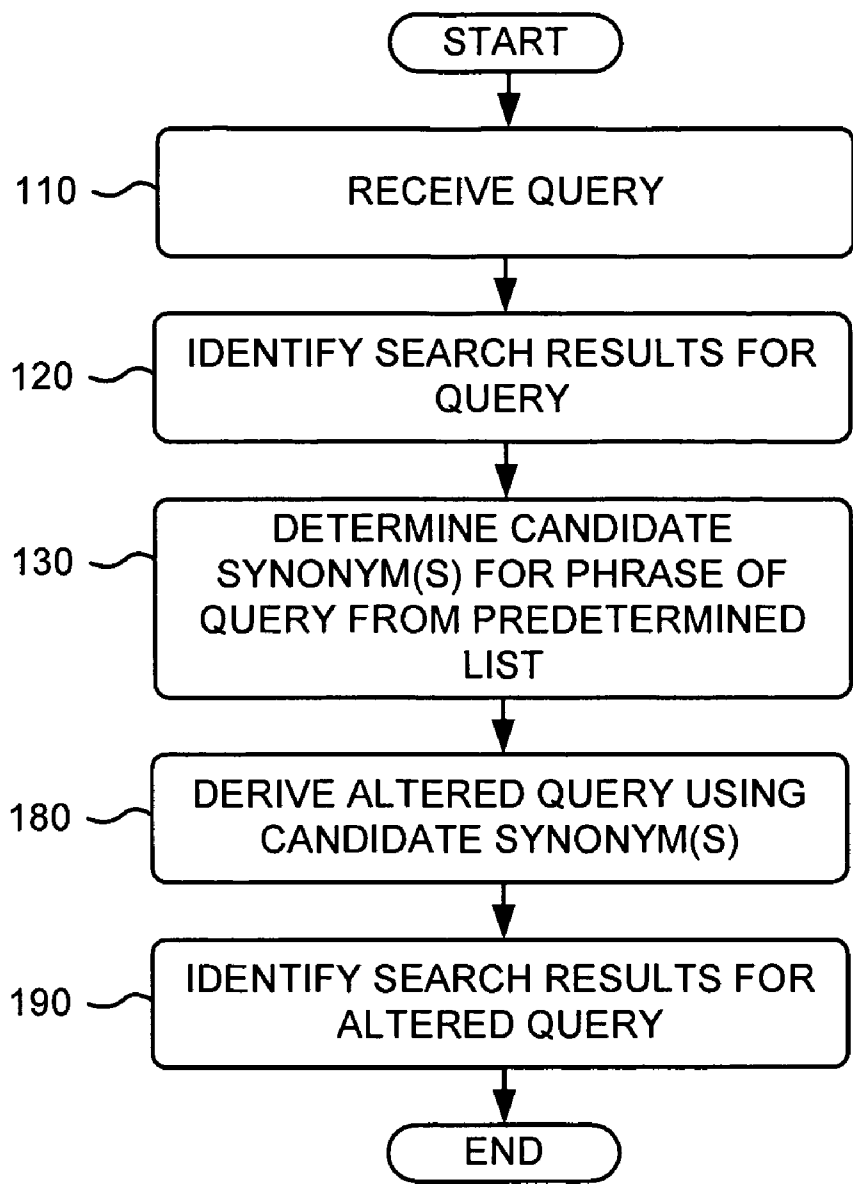 START
110
RECEIVE QUERY
120
IDENTIFY SEARCH RESULTS FOR
QUERY
130
DETERMINE CANDIDATE
SYNONYM(S) FOR PHRASE OF
QUERY FROM PREDETERMINED
LIST
180
DERIVE ALTERED QUERY USING
CANDIDATE SYNONYM(S)
190
IDENTIFY SEARCH RESULTS FOR
ALTERED QUERY
END